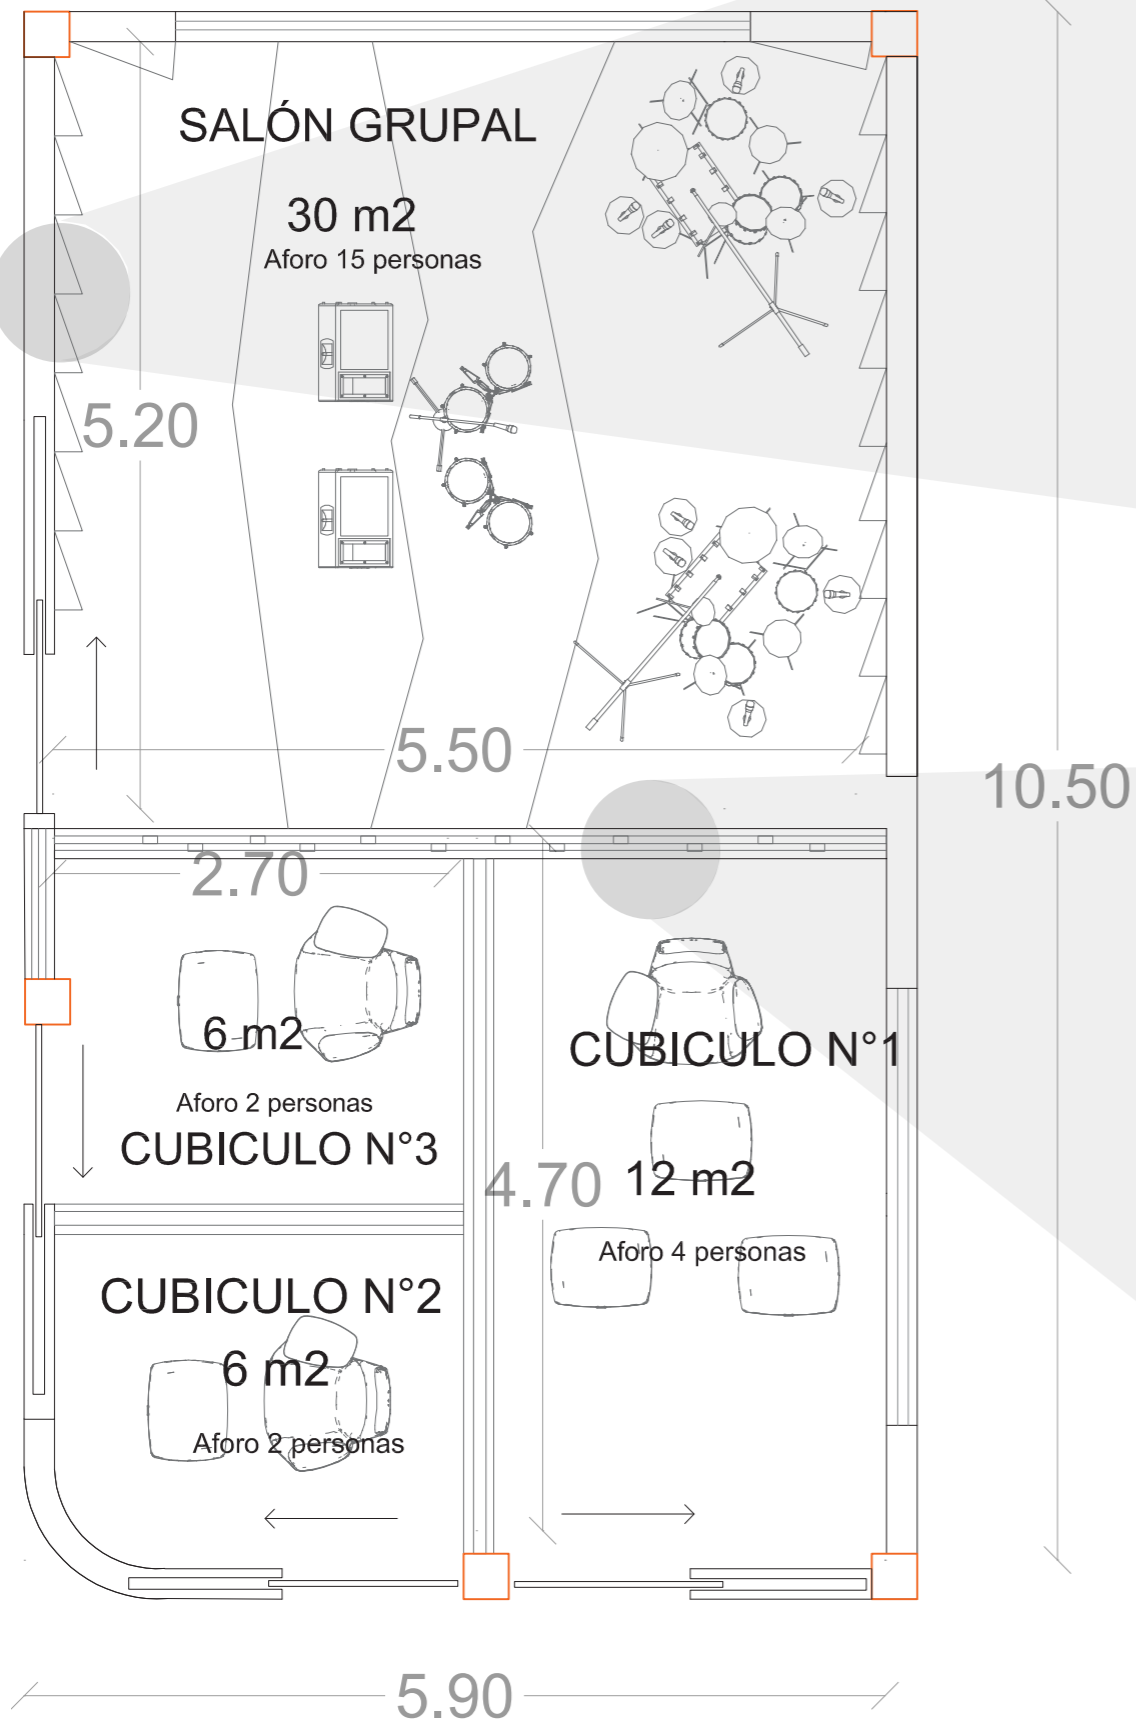 SALÓN GRUPAL
30 m2
Aforo 15 personas
5.20
5.50
10.50
2.70
6 m2
CUBICULO N°1
Aforo 2 personas
CUBICULO N°3
4.70
12 m2
Aforo 4 personas
CUBICULO N°2
6 m2
Aforo 2 personas
5.90